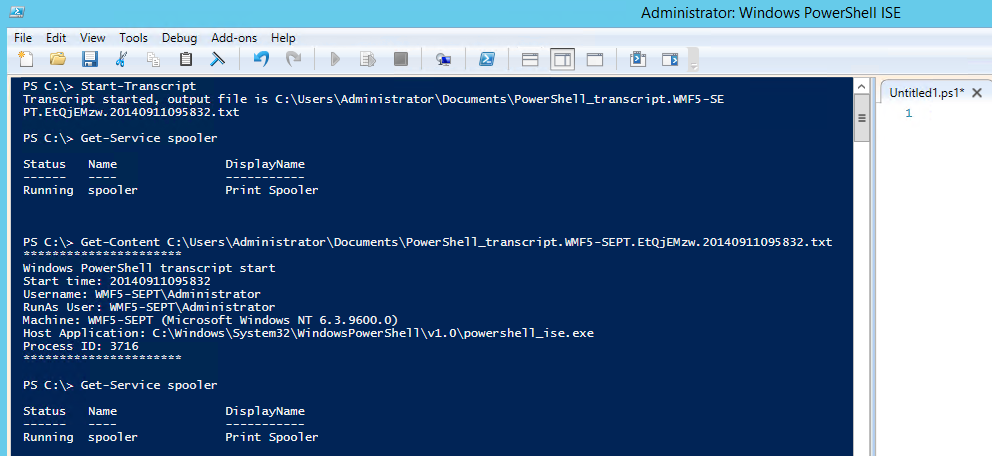 Administrator: Windows PowerShell ISE
File Edit View Tools Debug Add-ons Help
PS C:\> Start-Transcript
Transcript started, output file is C:\Users\Administrator\Documents\PowerShell_transcript.WMF5-SE
PT.EtQjEMzw.20140911095832.txt
PS C:\> Get-Service spooler
Status Name DisplayName
------ ---- -----------
Running spooler Print Spooler
PS C:\> Get-Content C:\Users\Administrator\Documents\PowerShell_transcript.WMF5-SEPT.EtQjEMzw.20140911095832.txt
**********************
Windows PowerShell transcript start
Start time: 20140911095832
Username: WMF5-SEPT\Administrator
RunAs User: WMF5-SEPT\Administrator
Machine: WMF5-SEPT (Microsoft Windows NT 6.3.9600.0)
Host Application: C:\Windows\System32\WindowsPowerShell\v1.0\powershell_ise.exe
Process ID: 3716
**********************
PS C:\> Get-Service spooler
Status Name DisplayName
------ ---- -----------
Running spooler Print Spooler
Untitled1.ps1*
1